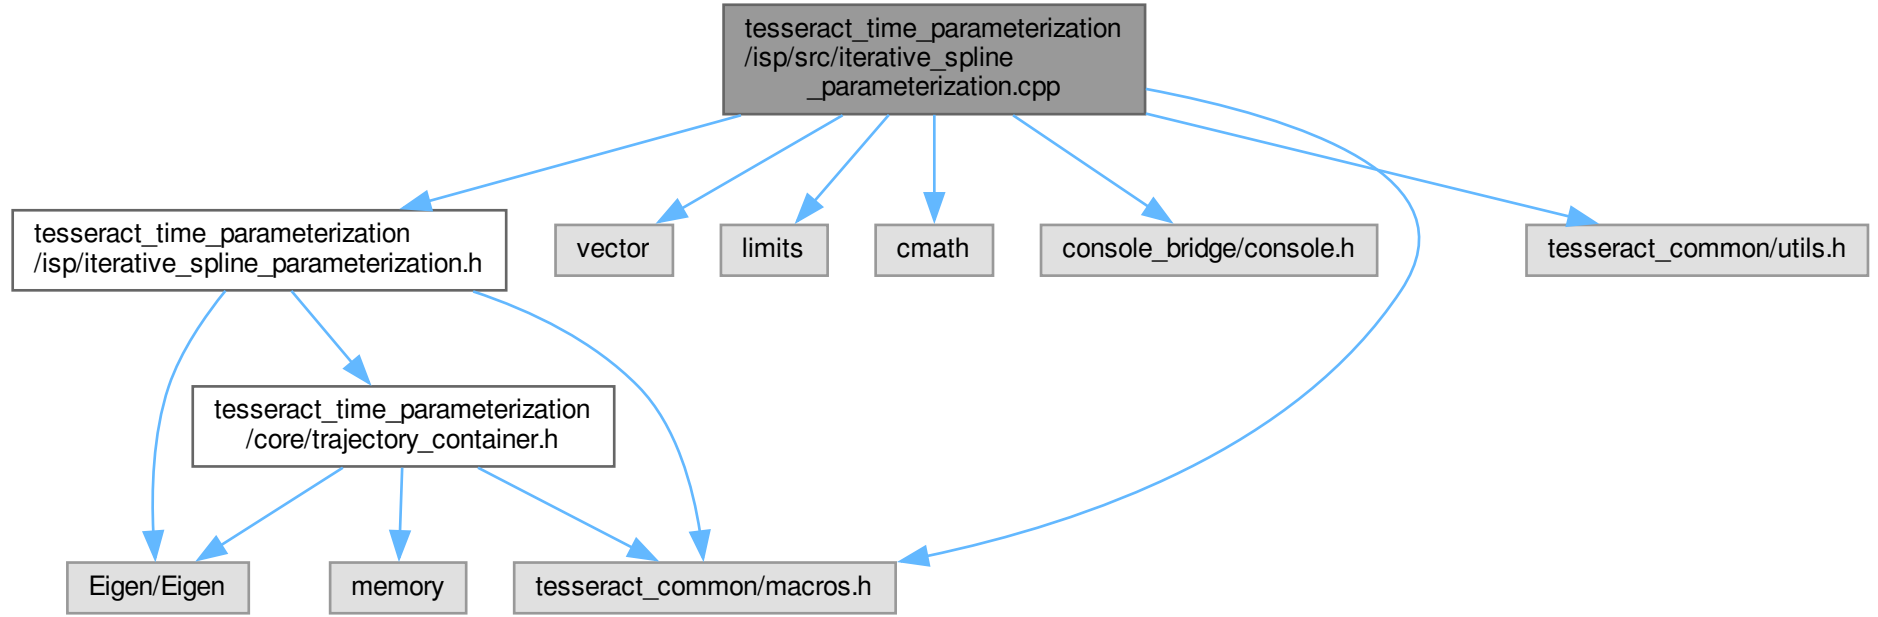 tesseract_time_parameterization
/isp/src/iterative_spline
_parameterization.cpp
tesseract_time_parameterization
/isp/iterative_spline_parameterization.h
vector
limits
cmath
console_bridge/console.h
tesseract_common/utils.h
tesseract_time_parameterization
/core/trajectory_container.h
Eigen/Eigen
memory
tesseract_common/macros.h